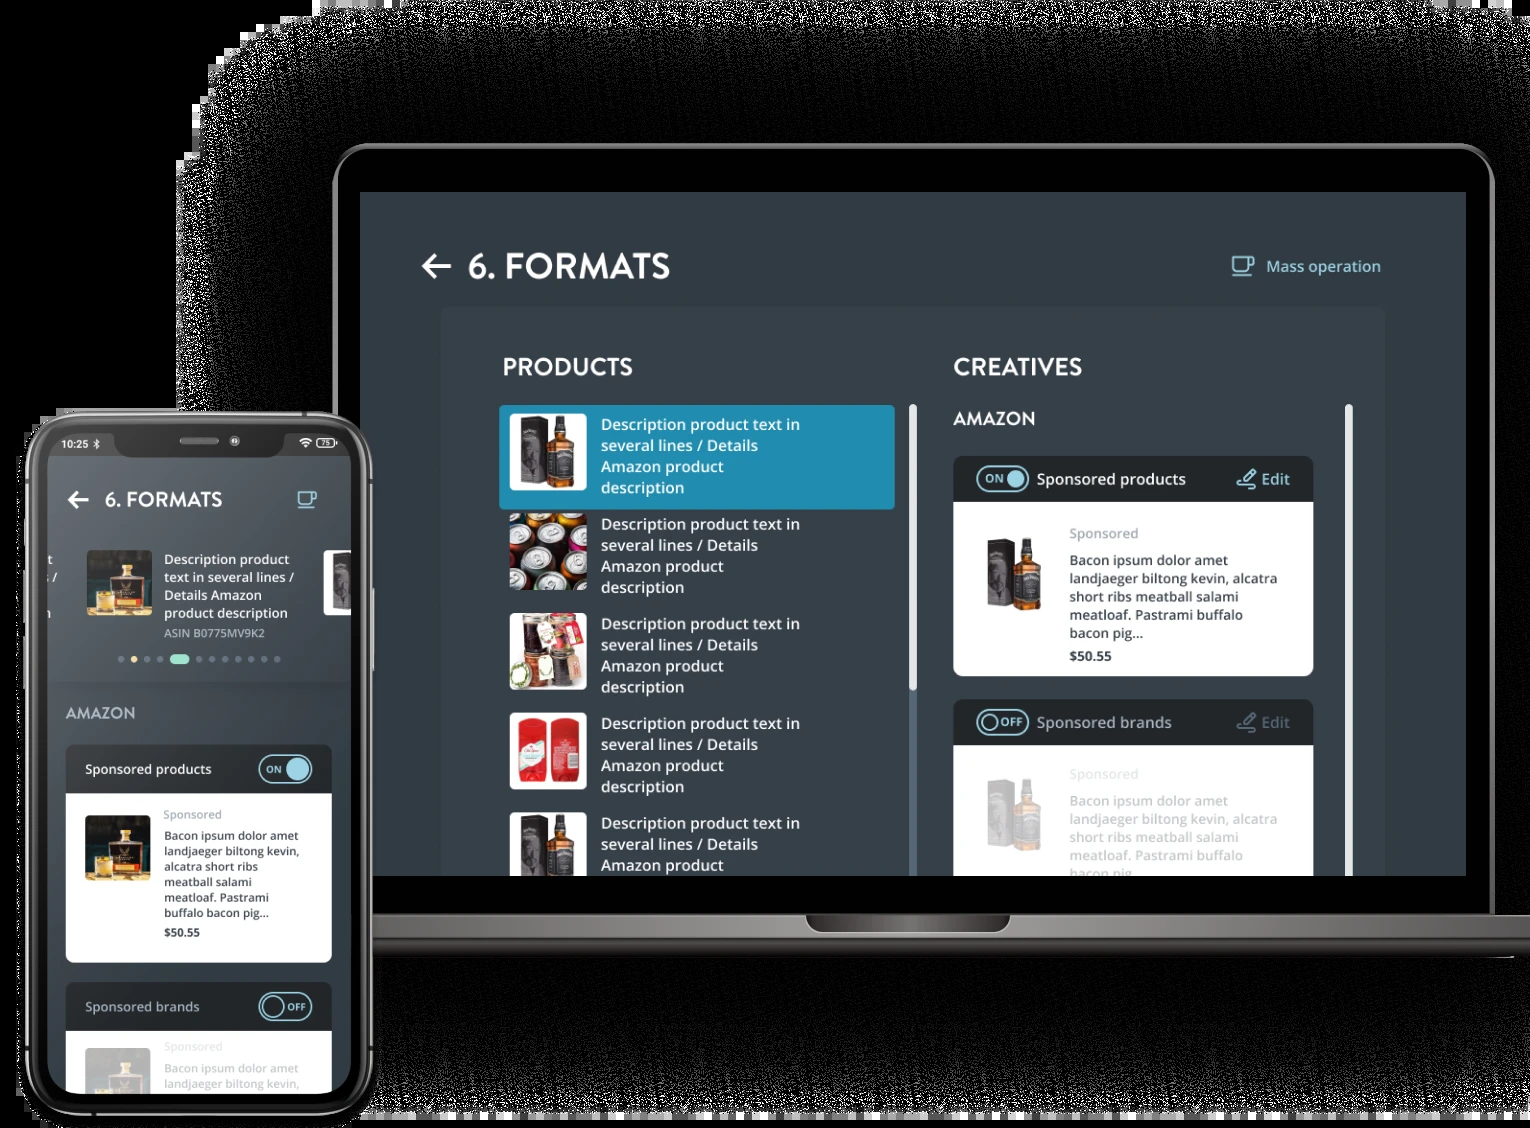 6. FORMATS
Mass operation
PRODUCTS
Description product text in
several lines / Details
Amazon product
description
Description product text in
several lines / Details
Amazon product
description
Description product text in
several lines / Details
Amazon product
description
Description product text in
several lines / Details
Amazon product
description
Description product text in
several lines / Details
Amazon product
CREATIVES
AMAZON
ON Sponsored products Edit
Sponsored
Bacon ipsum dolor amet
landjaeger biltong kevin, alcatra
short ribs meatball salami
meatloaf. Pastrami buffalo
bacon pig...
$50.55
OFF Sponsored brands Edit
Sponsored
Bacon ipsum dolor amet
landjaeger biltong kevin, alcatra
short ribs meatball salami
meatloaf. Pastrami buffalo
bacon pig
10:25 75
6. FORMATS
t
/
Description product
text in several lines /
Details Amazon
product description
ASIN B0775MV9K2
AMAZON
Sponsored products ON
Sponsored
Bacon ipsum dolor amet
landjaeger biltong kevin,
alcatra short ribs
meatball salami
meatloaf. Pastrami
buffalo bacon pig...
$50.55
Sponsored brands OFF
Sponsored
Bacon ipsum dolor amet
landjaeger biltong kevin,